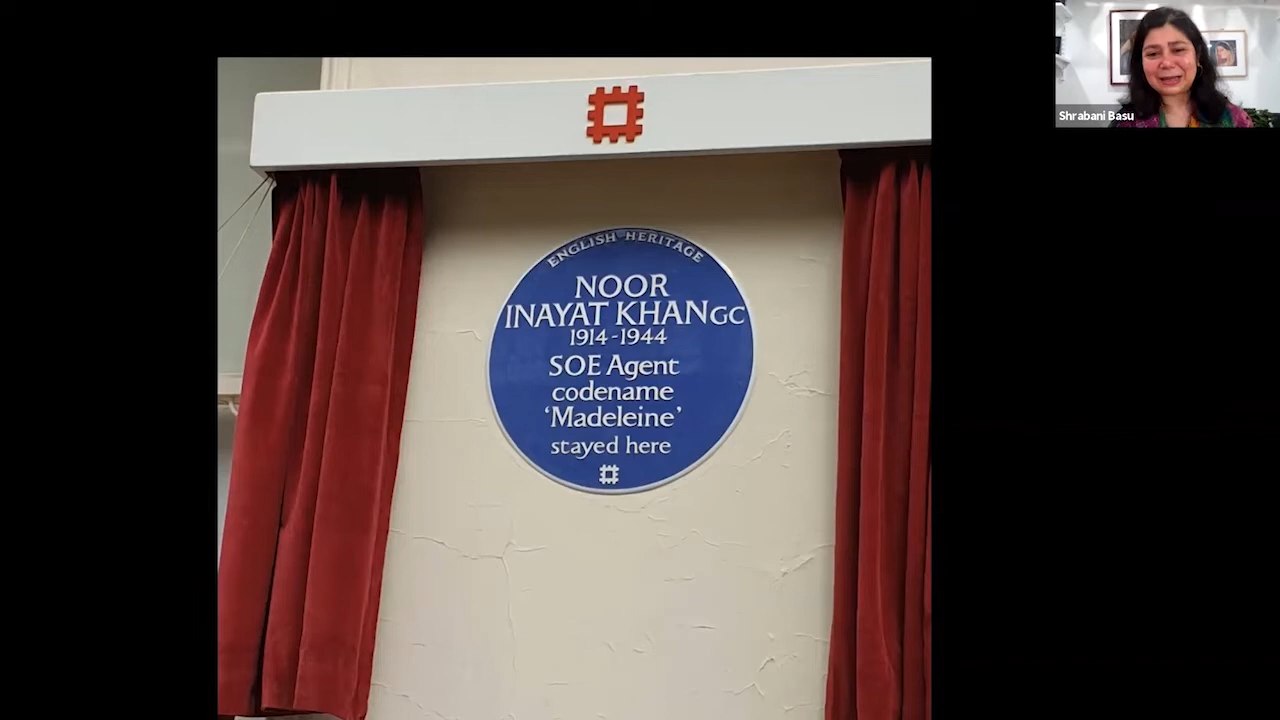 ENGLISH HERITAGE
NOOR
INAYAT KHAN GC
1914-1944
SOE Agent
codename
‘Madeleine’
stayed here
Shrabani Basu